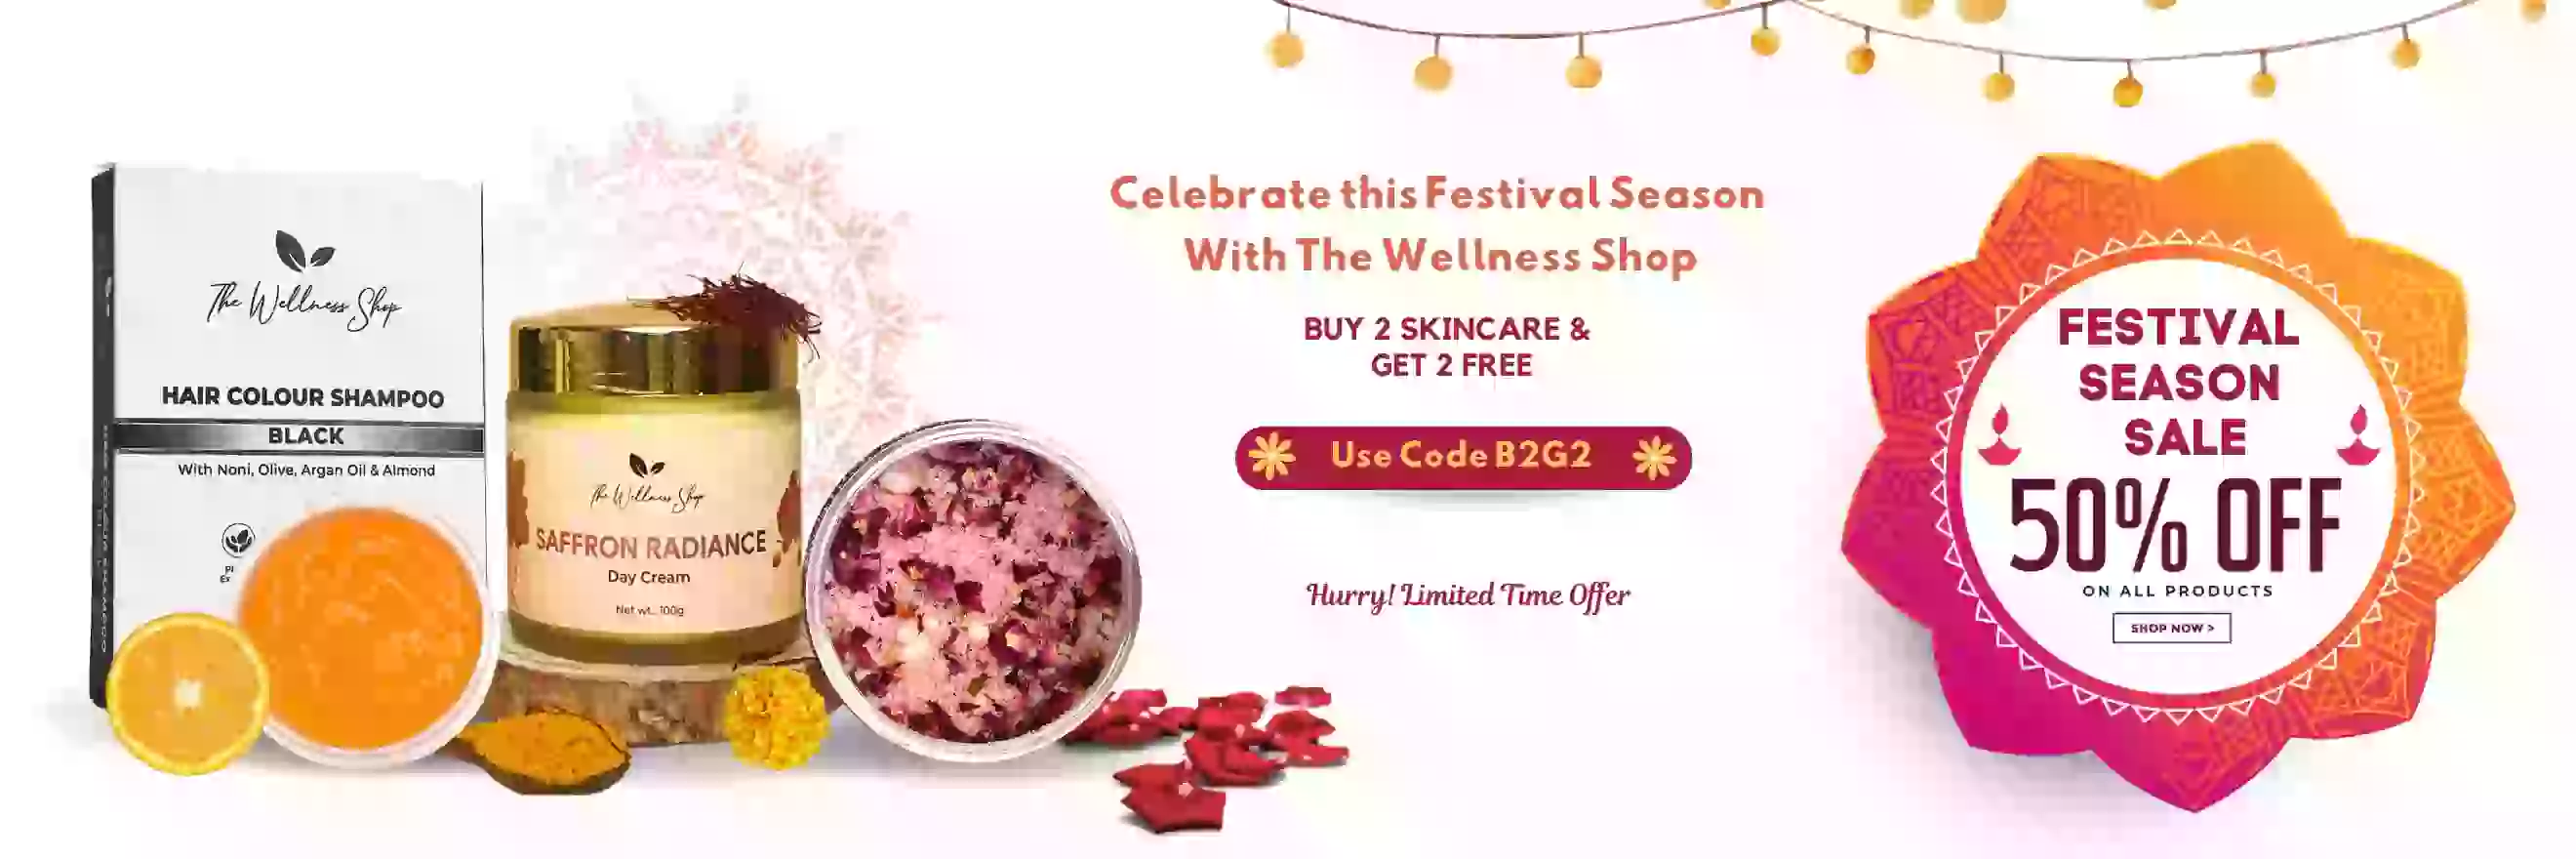 The Wellness Shop
HAIR COLOUR SHAMPOO
BLACK
With Noni, Olive, Argan Oil & Almond
The Wellness Shop
SAFFRON RADIANCE
Day Cream
Net wt. 100g
Celebrate this Festival Season
With The Wellness Shop
BUY 2 SKINCARE &
GET 2 FREE
Use Code B2G2
Hurry! Limited Time Offer
FESTIVAL
SEASON
SALE
50% OFF
ON ALL PRODUCTS
SHOP NOW >